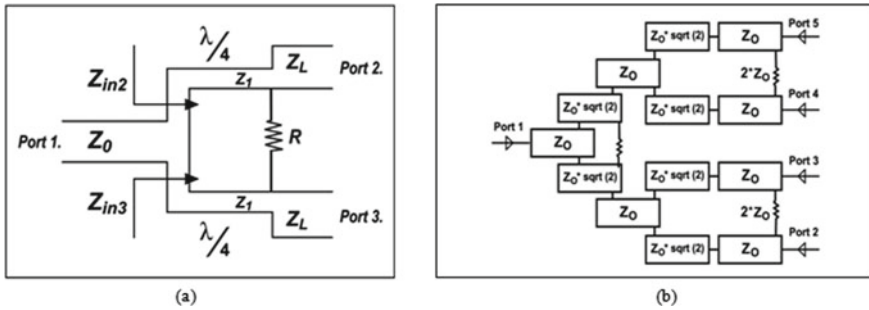 λ/4
Z_in2
Z_L
Port 2.
z_1
Port 1.
Z_0
R
Z_in3
z_1
Z_L
Port 3.
λ/4
(a)
Port 5
Z_O* sqrt (2)
Z_O
Z_O
2*Z_O
Port 4
Z_O* sqrt (2)
Z_O* sqrt (2)
Z_O
Port 1
Z_O
Port 3
Z_O* sqrt (2)
Z_O* sqrt (2)
Z_O
Z_O
2*Z_O
Port 2
Z_O* sqrt (2)
Z_O
(b)